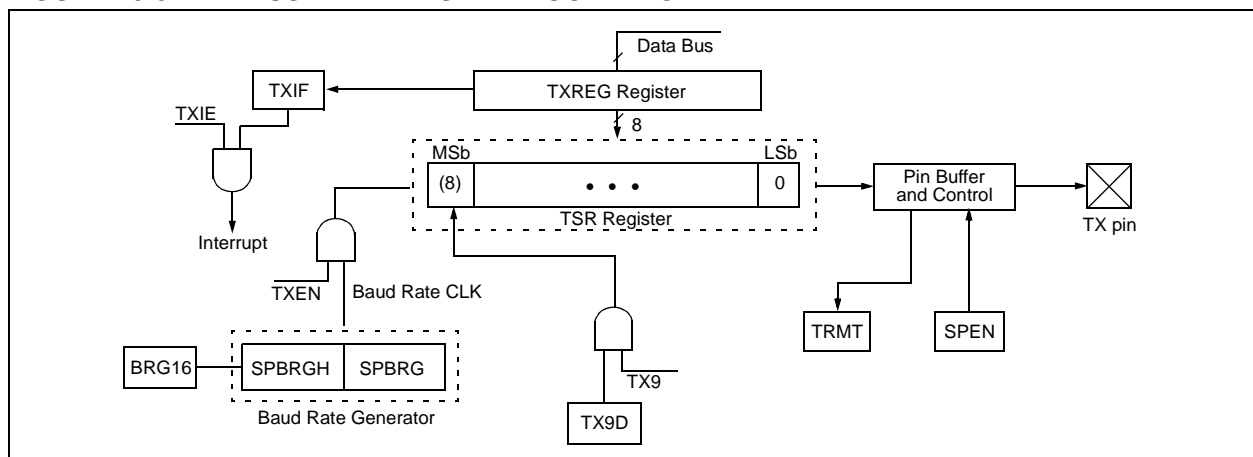 Data Bus
TXIF
TXREG Register
TXIE
8
MSb
LSb
(8)
• • •
0
TSR Register
Pin Buffer
and Control
TX pin
Interrupt
TXEN
Baud Rate CLK
TRMT
SPEN
BRG16
SPBRGH
SPBRG
TX9
Baud Rate Generator
TX9D